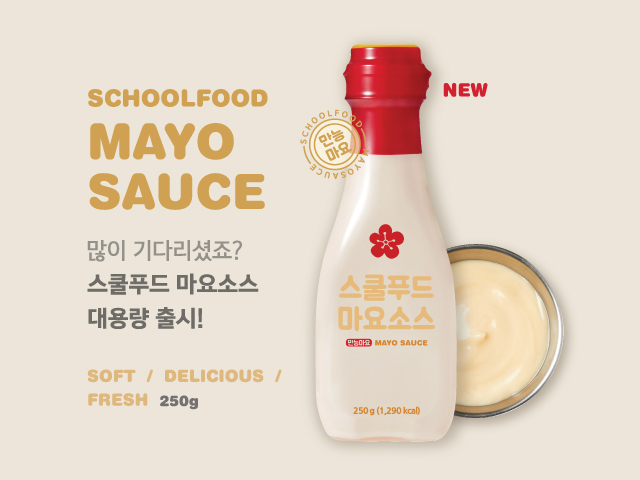 SCHOOLFOOD
MAYO
SAUCE
많이 기다리셨죠?
스쿨푸드 마요소스
대용량 출시!
SOFT / DELICIOUS /
FRESH 250g
NEW
SCHOOLFOOD MAYOSAUCE
만능
마요
스쿨푸드
마요소스
만능마요 MAYO SAUCE
250 g (1,290 kcal)